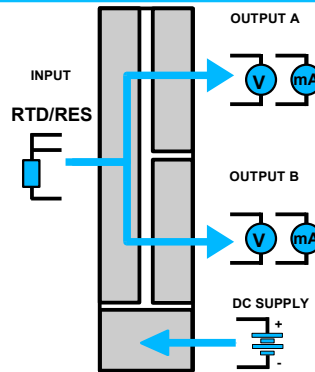 OUTPUT A
INPUT
V mA
RTD/RES
OUTPUT B
V mA
DC SUPPLY
+
-